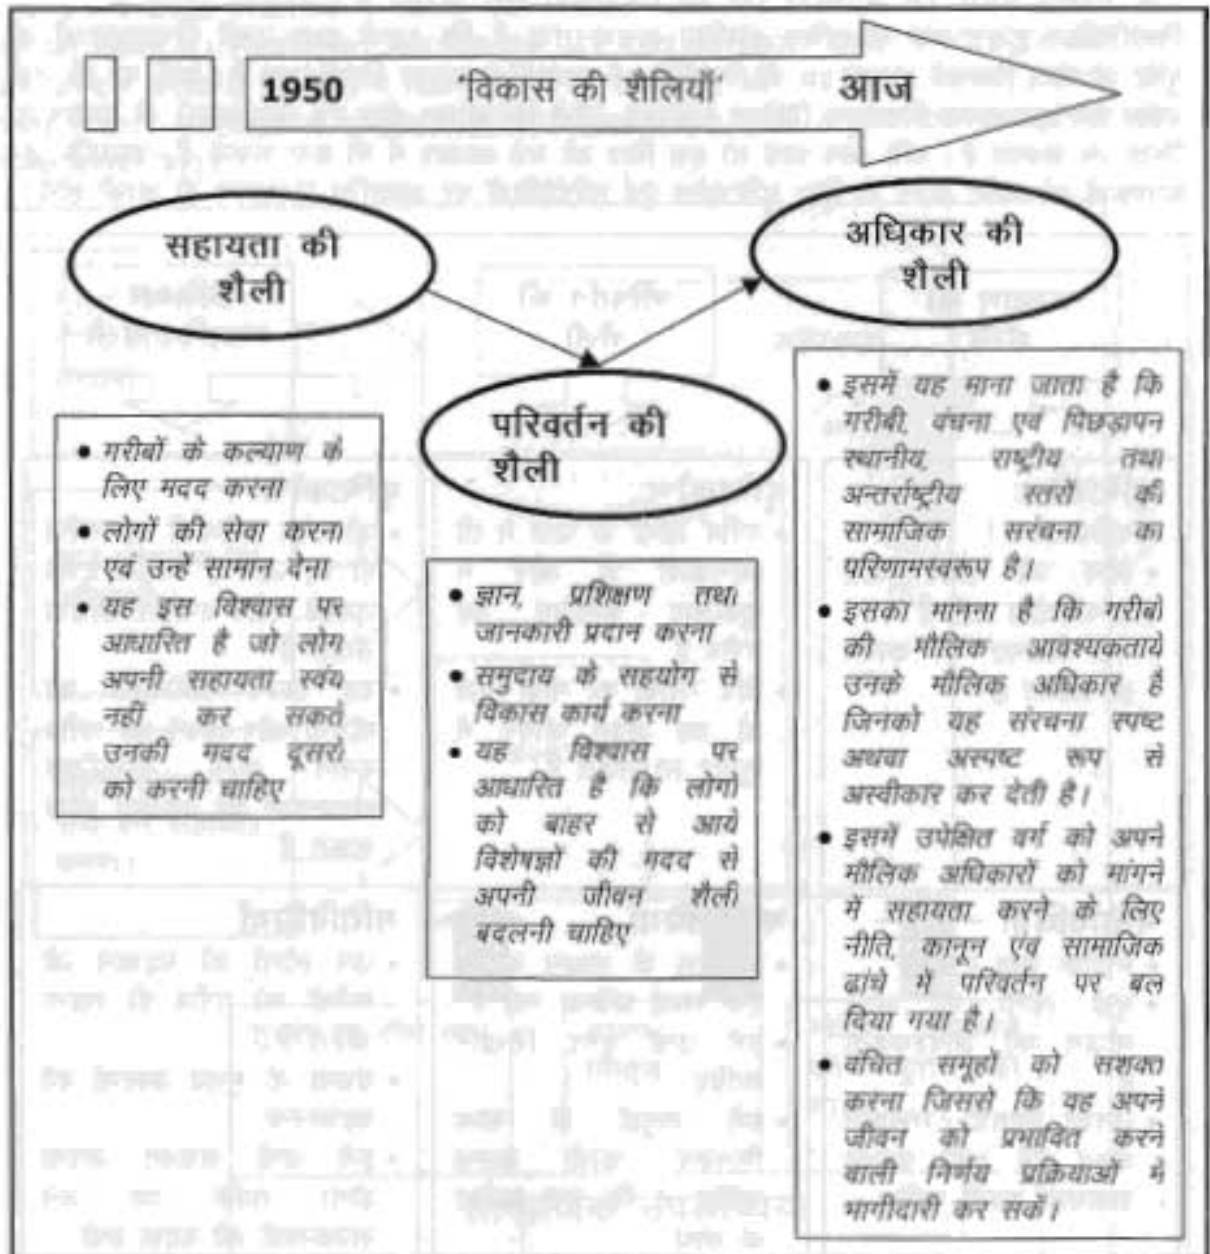 1950 'विकास की शैलियाँ' आज
सहायता की
शैली
अधिकार की
शैली
परिवर्तन की
शैली
• गरीबों के कल्याण के
लिए मदद करना
• लोगों की सेवा करना
एवं उन्हें सामान देना
• यह इस विश्वास पर
आधारित है जो लोग
अपनी सहायता स्वंय
नहीं कर सकते
उनकी मदद दूसरों
को करनी चाहिए
• ज्ञान, प्रशिक्षण तथा
जानकारी प्रदान करना
• समुदाय के सहयोग से
विकास कार्य करना
• यह विश्वास पर
आधारित है कि लोगों
को बाहर से आये
विशेषज्ञों की मदद से
अपनी जीवन शैली
बदलनी चाहिए
• इसमें यह माना जाता है कि
गरीबी, वंचना एवं पिछड़ापन
स्थानीय, राष्ट्रीय तथा
अन्तर्राष्ट्रीय स्तरों की
सामाजिक सरंचना का
परिणामस्वरूप है।
• इसका मानना है कि गरीबों
की मौलिक आवश्यकतायें
उनके मौलिक अधिकार है
जिनको यह संरचना स्पष्ट
अथवा अस्पष्ट रूप से
अस्वीकार कर देती है।
• इसमें उपेक्षित वर्ग को अपने
मौलिक अधिकारों को मांगने
में सहायता करने के लिए
नीति, कानून एवं सामाजिक
ढांचे में परिवर्तन पर बल
दिया गया है।
• वंचित समूहों को सशक्त
करना जिससे कि वह अपने
जीवन को प्रभावित करने
वाली निर्णय प्रक्रियाओं में
भागीदारी कर सकें।